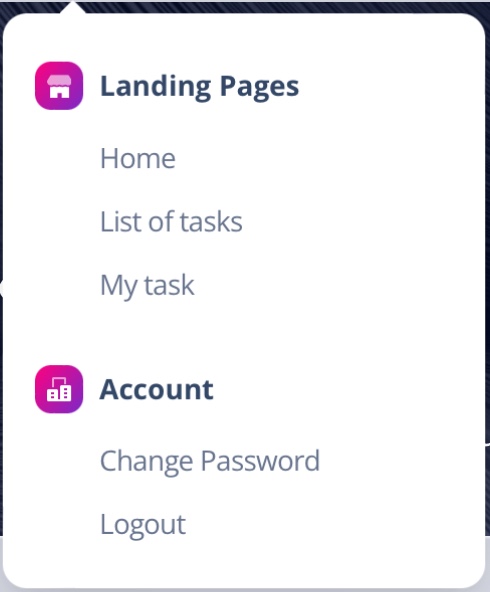 Landing Pages
Home
List of tasks
My task
Account
Change Password
Logout